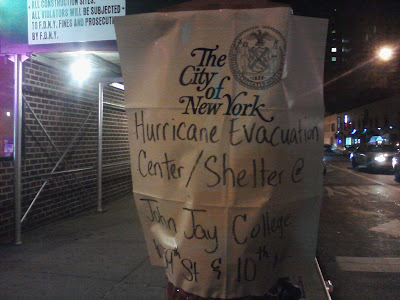 ALL CONSTRUCTION SITES.
ALL VIOLATORS WILL BE SUBJECTED
TO F.D.N.Y. FINES AND PROSECUTION
BY F.D.N.Y.
The
City
of
New York
Hurricane Evacuation
Center/Shelter @
John Jay College
St & 10th